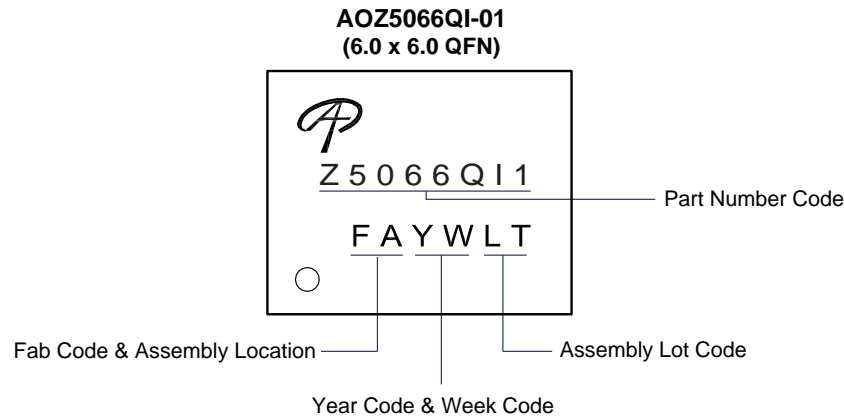 AOZ5066QI-01
(6.0 x 6.0 QFN)
Z5066QI1
Part Number Code
FAYWLT
Fab Code & Assembly Location
Assembly Lot Code
Year Code & Week Code